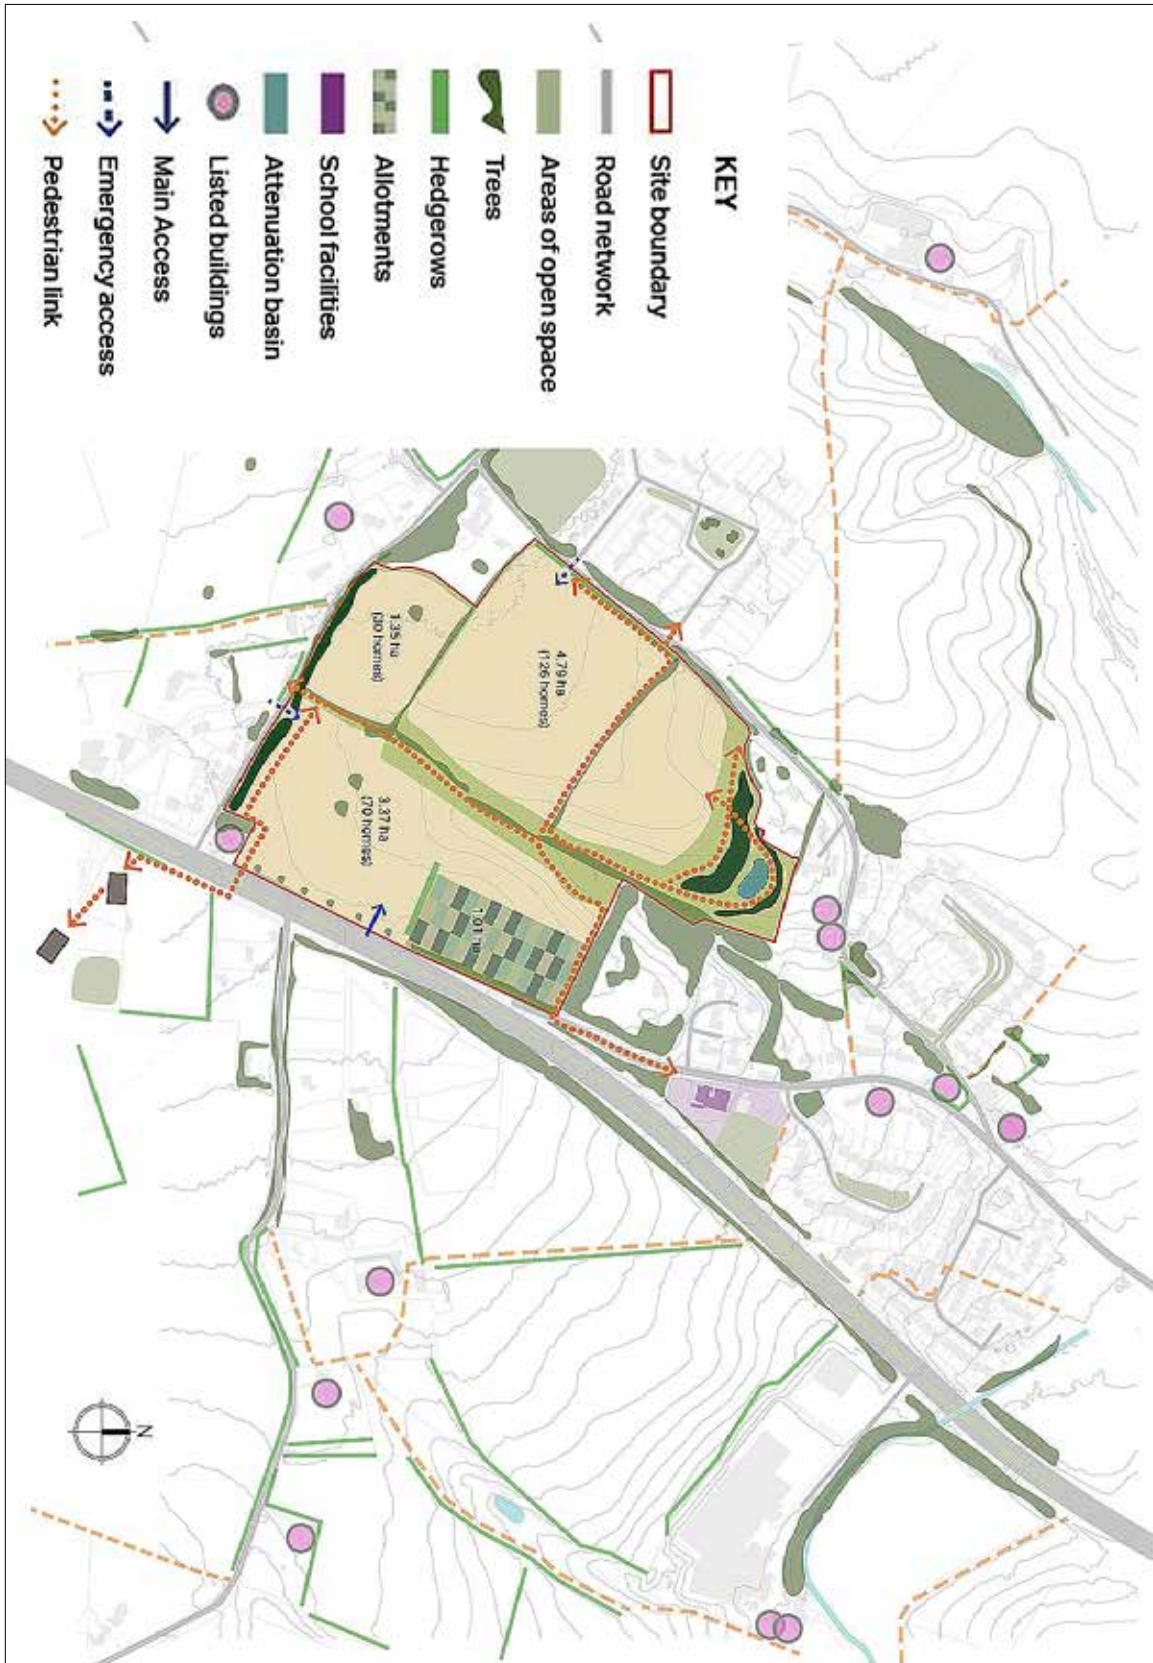 KEY
Site boundary
Road network
Areas of open space
Trees
Hedgerows
Allotments
School facilities
Attenuation basin
Listed buildings
Main Access
Emergency access
Pedestrian link
4.79 ha
(126 homes)
1.35 ha
(30 homes)
3.37 ha
(70 homes)
1.01 ha
N